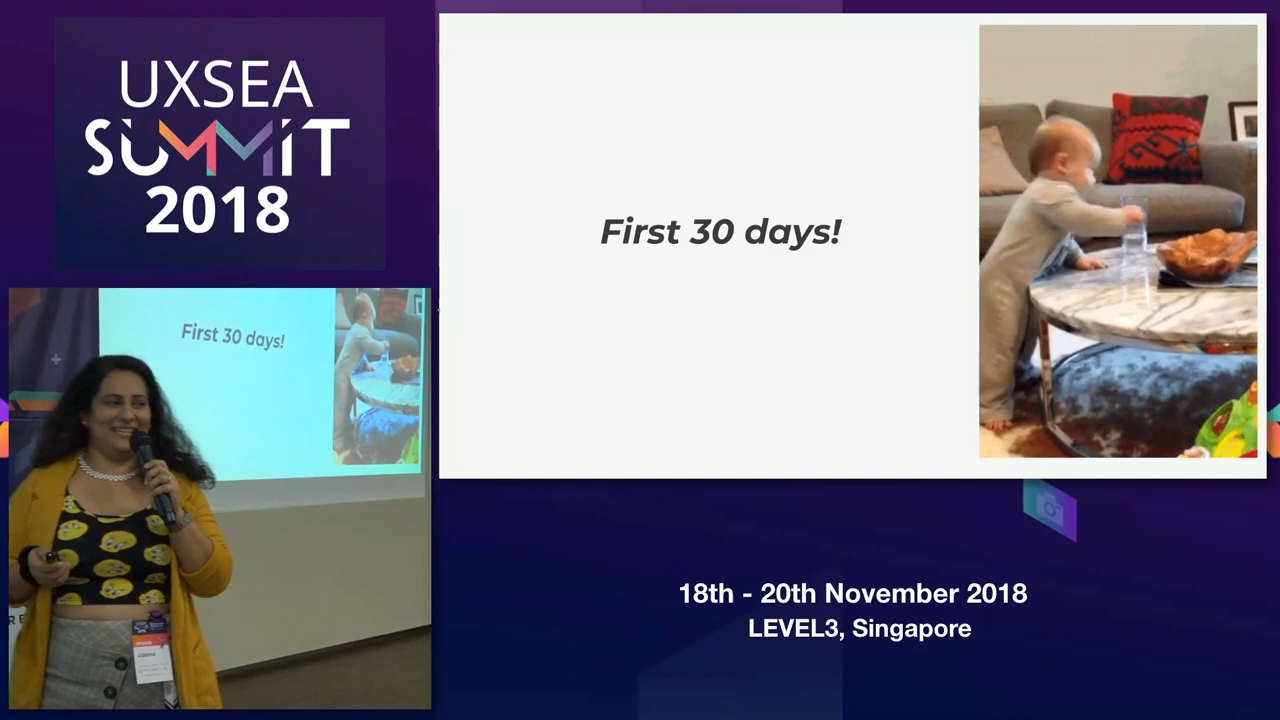 UXSEA
SUMMIT
2018
First 30 days!
First 30 days!
18th - 20th November 2018
LEVEL3, Singapore